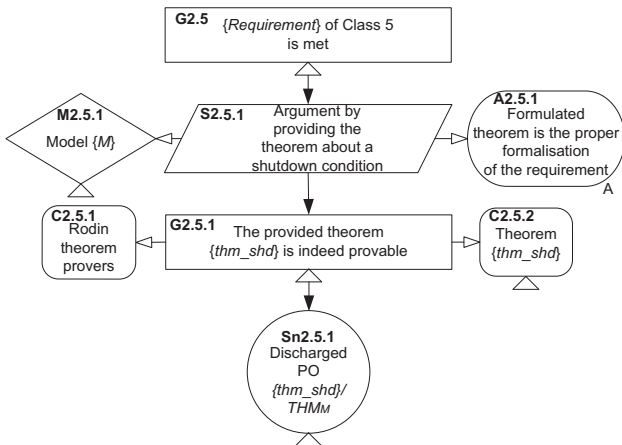 G2.5
{Requirement} of Class 5
is met
M2.5.1
Model {M}
S2.5.1
Argument by
providing the
theorem about a
shutdown condition
A2.5.1
Formulated
theorem is the proper
formalisation
of the requirement
A
C2.5.1
Rodin
theorem
provers
G2.5.1
The provided theorem
{thm_shd} is indeed provable
C2.5.2
Theorem
{thm_shd}
Sn2.5.1
Discharged
PO
{thm_shd}/
THMM